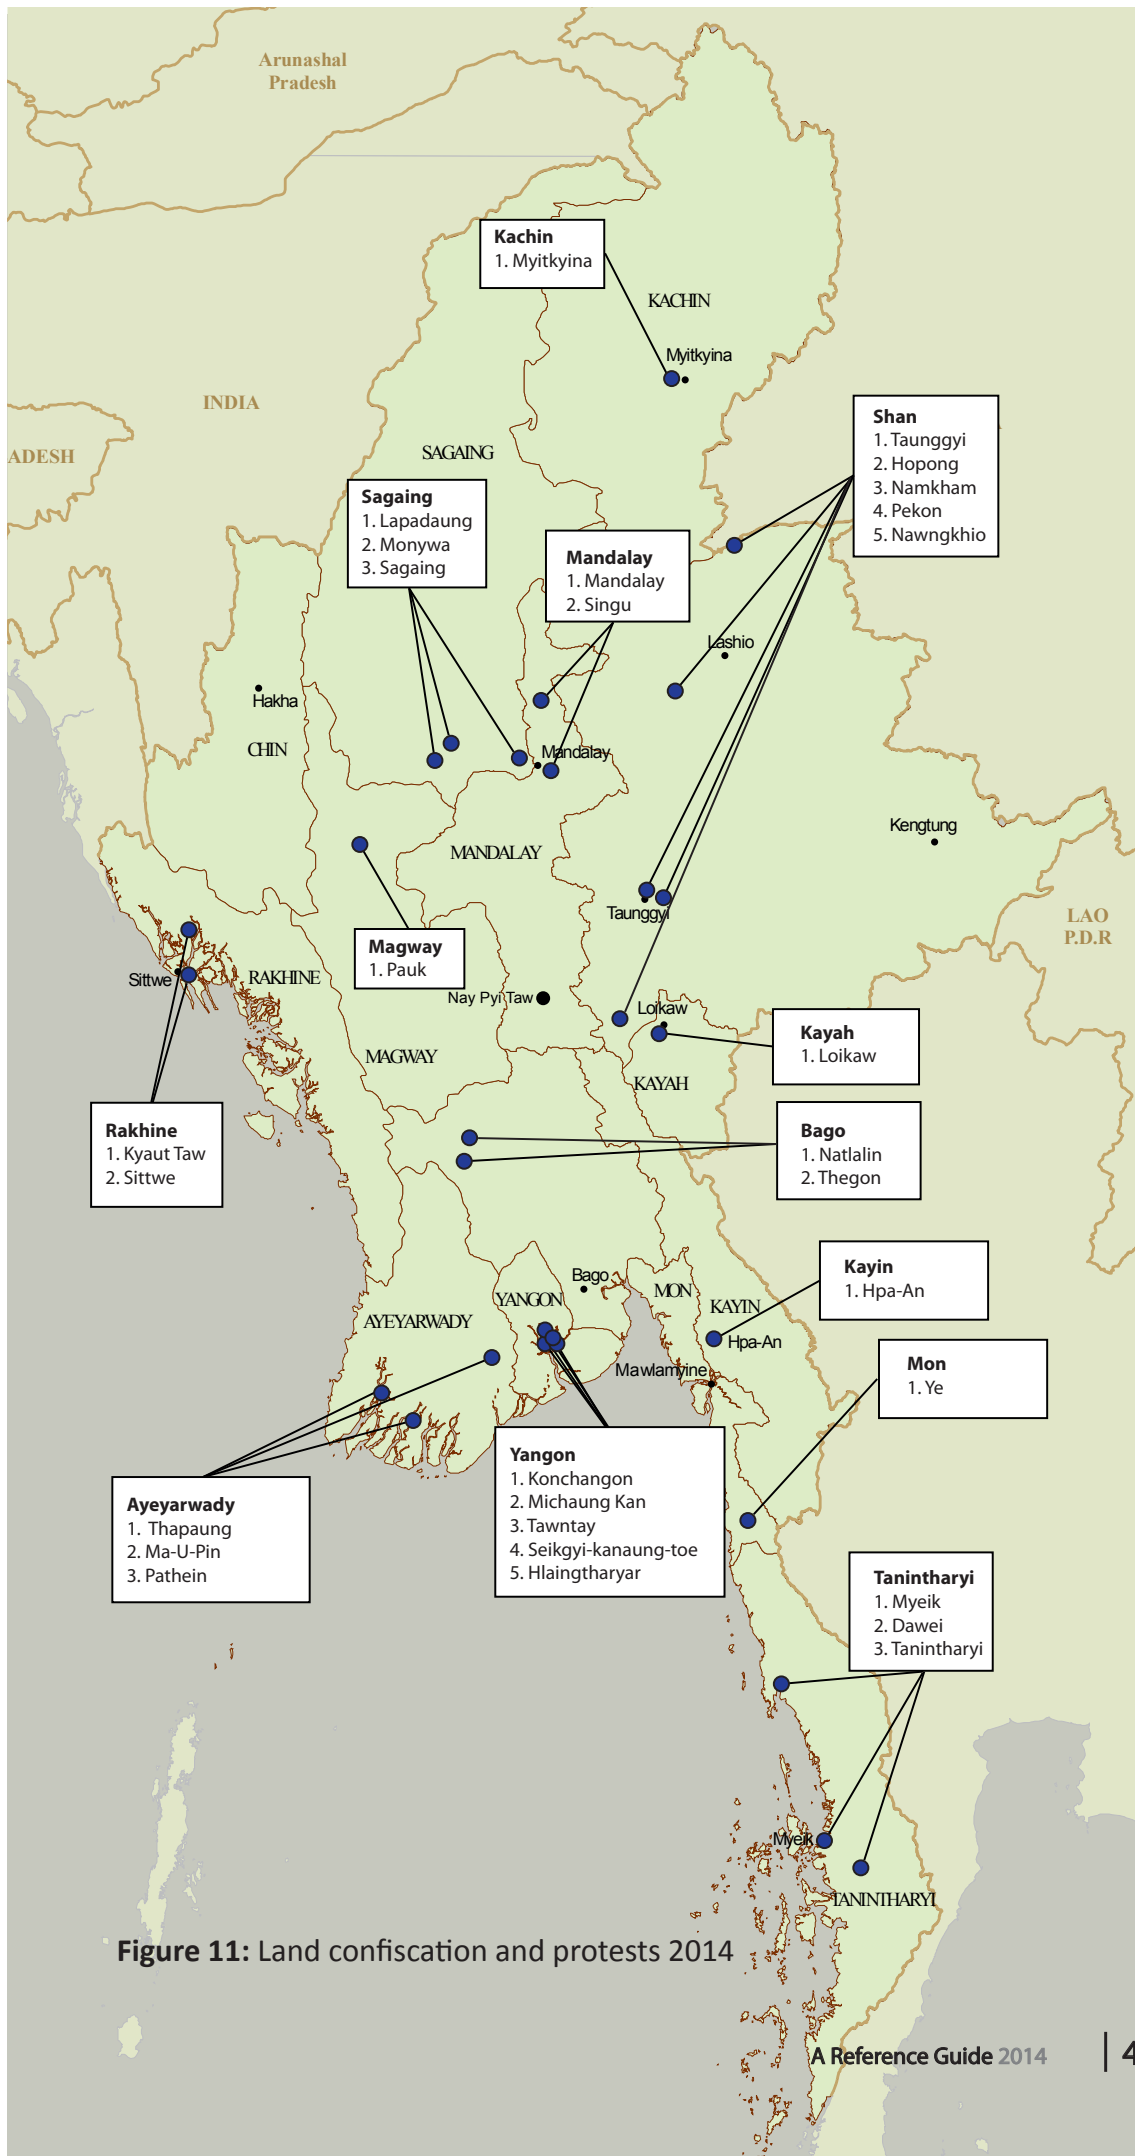 Arunashal
Pradesh
Kachin
1. Myitkyina
KACHIN
Myitkyina
INDIA
ADESH
SAGAING
Shan
1. Taunggyi
2. Hopong
3. Namkham
4. Pekon
5. Nawngkhio
Sagaing
1. Lapadaung
2. Monywa
3. Sagaing
Mandalay
1. Mandalay
2. Singu
Lashio
Hakha
CHIN
Mandalay
Kengtung
MANDALAY
Taunggyi
LAO
P.D.R
Magway
1. Pauk
Sittwe
RAKHINE
Nay Pyi Taw
Loikaw
Kayah
1. Loikaw
MAGWAY
KAYAH
Rakhine
1. Kyaut Taw
2. Sittwe
Bago
1. Natlalin
2. Thegon
Kayin
1. Hpa-An
Bago
MON
KAYIN
YANGON
AYEYARWADY
Hpa-An
Mawlamyine
Mon
1. Ye
Yangon
1. Konchangon
2. Michaung Kan
3. Tawntay
4. Seikgyi-kanaung-toe
5. Hlaingtharyar
Ayeyarwady
1. Thapaung
2. Ma-U-Pin
3. Pathein
Tanintharyi
1. Myeik
2. Dawei
3. Tanintharyi
Myeik
TANINTHARYI
Figure 11: Land confiscation and protests 2014
A Reference Guide 2014 | 4